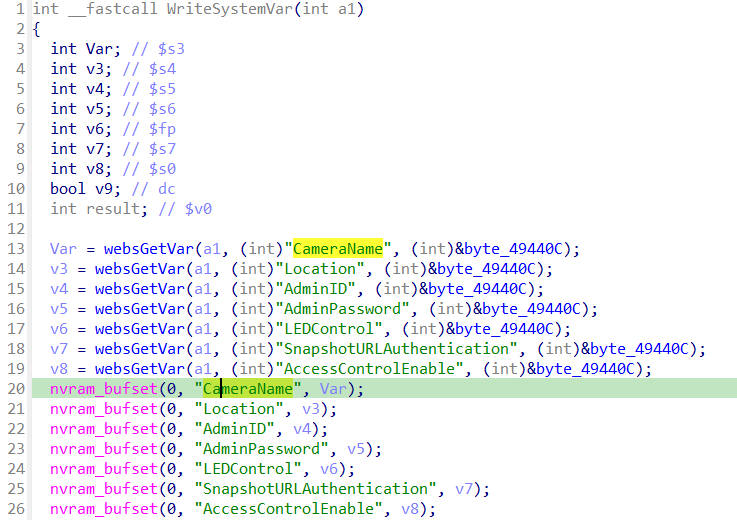 1 int __fastcall WriteSystemVar(int a1)
2 {
3 int Var; // $s3
4 int v3; // $s4
5 int v4; // $s5
6 int v5; // $s6
7 int v6; // $fp
8 int v7; // $s7
9 int v8; // $s0
10 bool v9; // dc
11 int result; // $v0
12
13 Var = websGetVar(a1, (int)"CameraName", (int)&byte_49440C);
14 v3 = websGetVar(a1, (int)"Location", (int)&byte_49440C);
15 v4 = websGetVar(a1, (int)"AdminID", (int)&byte_49440C);
16 v5 = websGetVar(a1, (int)"AdminPassword", (int)&byte_49440C);
17 v6 = websGetVar(a1, (int)"LEDControl", (int)&byte_49440C);
18 v7 = websGetVar(a1, (int)"SnapshotURLAuthentication", (int)&byte_49440C);
19 v8 = websGetVar(a1, (int)"AccessControlEnable", (int)&byte_49440C);
20 nvram_bufset(0, "CameraName", Var);
21 nvram_bufset(0, "Location", v3);
22 nvram_bufset(0, "AdminID", v4);
23 nvram_bufset(0, "AdminPassword", v5);
24 nvram_bufset(0, "LEDControl", v6);
25 nvram_bufset(0, "SnapshotURLAuthentication", v7);
26 nvram_bufset(0, "AccessControlEnable", v8);